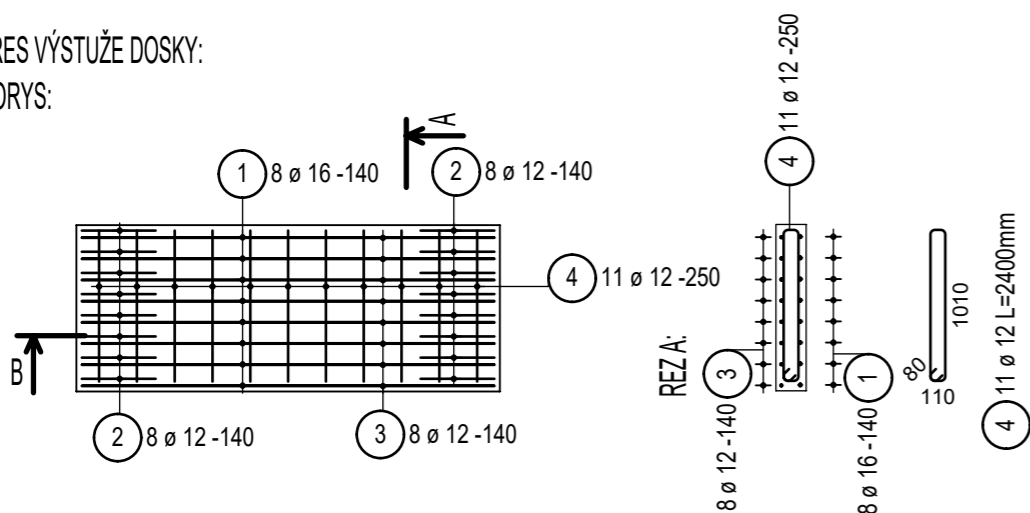 RES VÝSTUŽE DOSKY:
ORYS:
A
1 8 ø 16 -140
2 8 ø 12 -140
4 11 ø 12 -250
B
2 8 ø 12 -140
3 8 ø 12 -140
4 11 ø 12 -250
REZ A:
3 8 ø 12 -140
1 8 ø 16 -140
1010
80
110
4 11 ø 12 L=2400mm